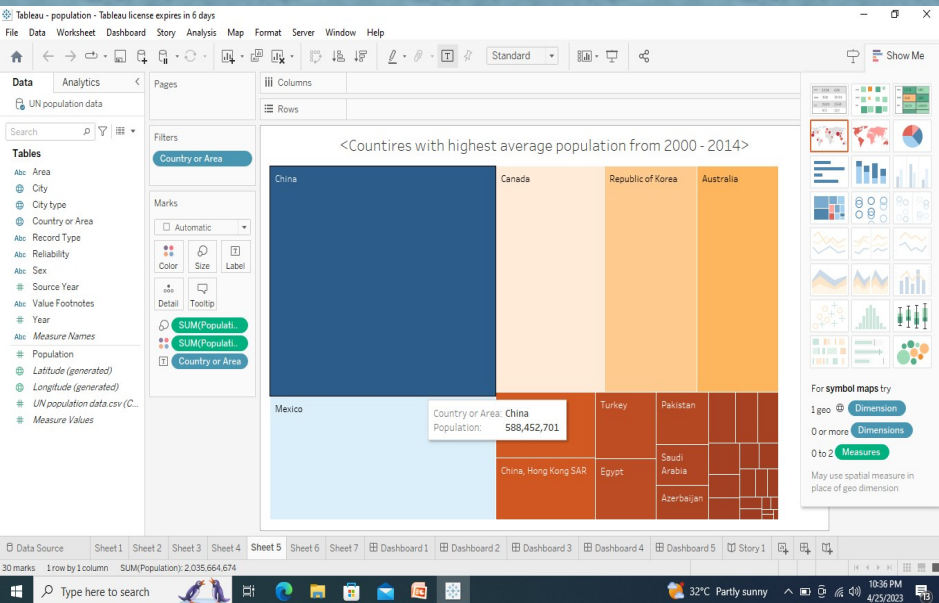 Tableau - population - Tableau license expires in 6 days
File Data Worksheet Dashboard Story Analysis Map Format Server Window Help
Standard
Show Me
Data Analytics
Pages
Columns
UN population data
Rows
Search
Filters
Country or Area
Tables
Abc Area
City
City type
Country or Area
Abc Record Type
Abc Reliability
Abc Sex
# Source Year
Abc Value Footnotes
# Year
Abc Measure Names
# Population
Latitude (generated)
Longitude (generated)
# UN population data.csv (C...
# Measure Values
Marks
Automatic
Color Size Label
Detail Tooltip
SUM(Populati..
SUM(Populati..
Country or Area
<Countires with highest average population from 2000 - 2014>
China
Canada
Republic of Korea
Australia
Mexico
Country or Area: China
Population: 588,452,701
Turkey
Pakistan
China, Hong Kong SAR
Egypt
Saudi
Arabia
Azerbaijan
For symbol maps try
1 geo Dimension
0 or more Dimensions
0 to 2 Measures
May use spatial measure in
place of geo dimension
Data Source Sheet 1 Sheet 2 Sheet 3 Sheet 4 Sheet 5 Sheet 6 Sheet 7 Dashboard 1 Dashboard 2 Dashboard 3 Dashboard 4 Dashboard 5 Story 1
30 marks 1 row by 1 column SUM(Population): 2,035,664,674
Type here to search
32°C Partly sunny
10:36 PM
4/25/2023
13